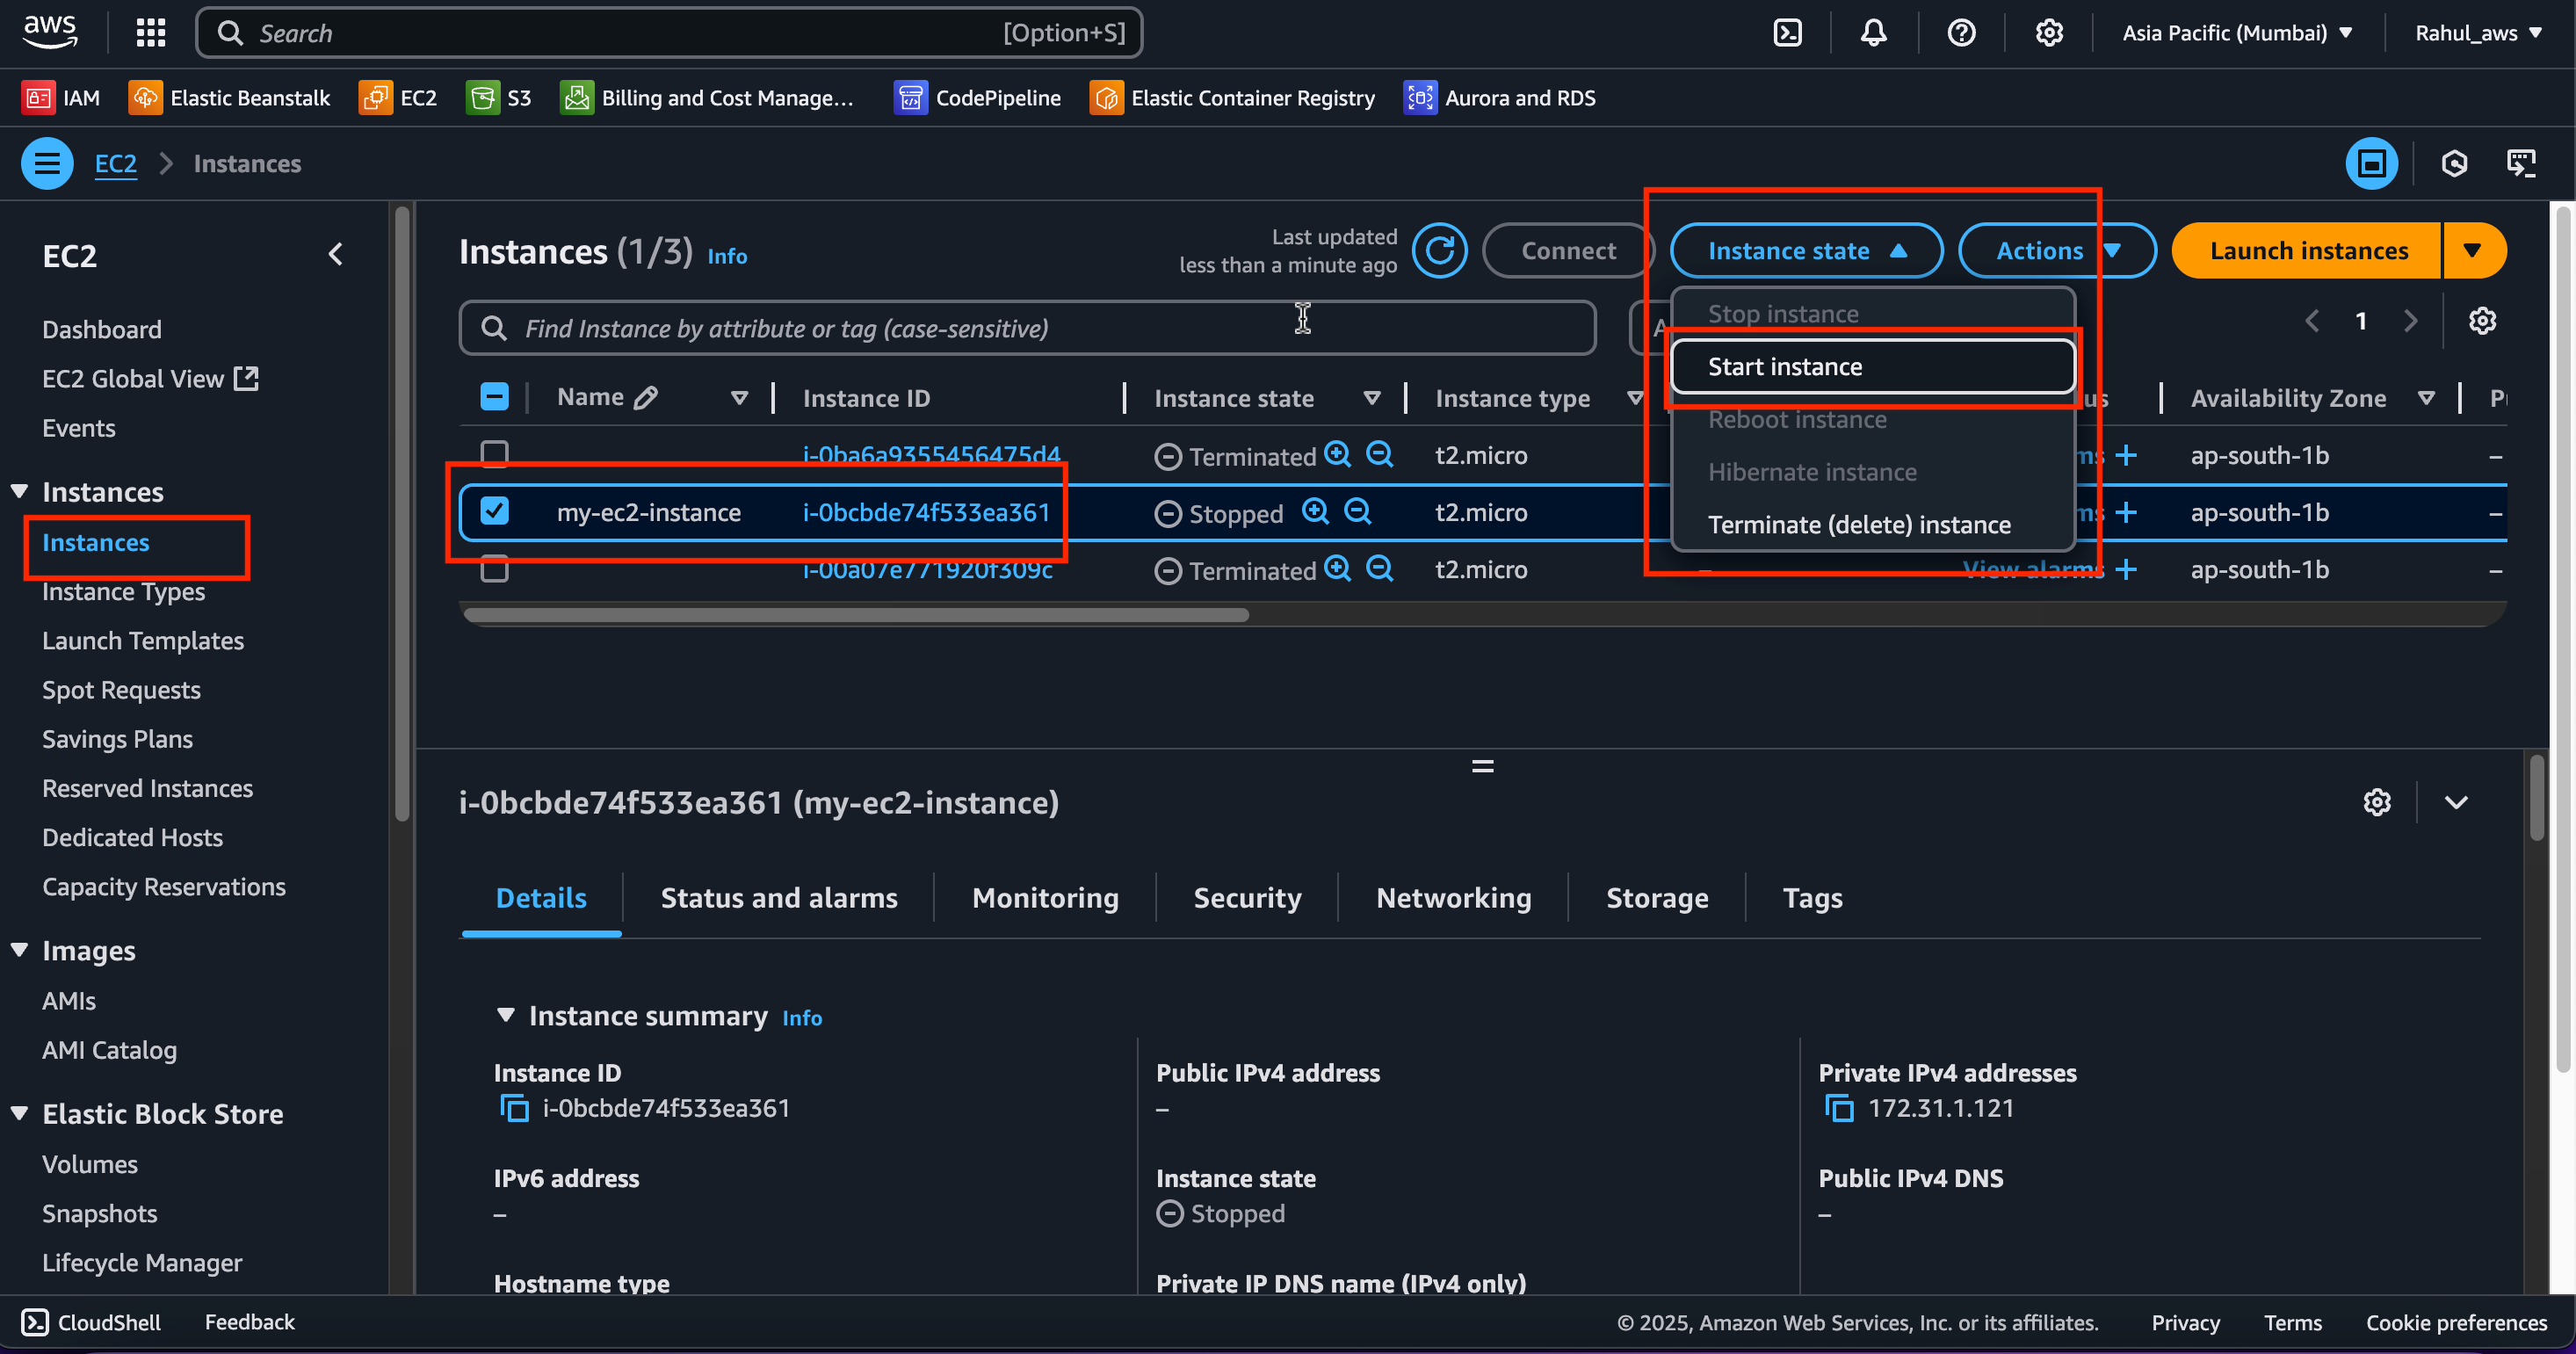 aws
Search [Option+S]
Asia Pacific (Mumbai)
Rahul_aws
IAM
Elastic Beanstalk
EC2
S3
Billing and Cost Manage...
CodePipeline
Elastic Container Registry
Aurora and RDS
EC2
Instances
EC2
Dashboard
EC2 Global View
Events
Instances
Instances
Instance Types
Launch Templates
Spot Requests
Savings Plans
Reserved Instances
Dedicated Hosts
Capacity Reservations
Images
AMIs
AMI Catalog
Elastic Block Store
Volumes
Snapshots
Lifecycle Manager
Instances (1/3) Info
Last updated
less than a minute ago
Connect
Instance state
Actions
Launch instances
Find Instance by attribute or tag (case-sensitive)
1
Stop instance
Start instance
Reboot instance
Hibernate instance
Terminate (delete) instance
Name Instance ID Instance state Instance type Availability Zone
i-0ba6a9355456475d4 Terminated t2.micro ap-south-1b –
my-ec2-instance i-0bcbde74f533ea361 Stopped t2.micro ap-south-1b –
i-00a07e771920f309c Terminated t2.micro – View alarms ap-south-1b –
i-0bcbde74f533ea361 (my-ec2-instance)
Details
Status and alarms
Monitoring
Security
Networking
Storage
Tags
Instance summary Info
Instance ID
i-0bcbde74f533ea361
Public IPv4 address
–
Private IPv4 addresses
172.31.1.121
IPv6 address
–
Instance state
Stopped
Public IPv4 DNS
–
Hostname type
Private IP DNS name (IPv4 only)
CloudShell
Feedback
© 2025, Amazon Web Services, Inc. or its affiliates.
Privacy
Terms
Cookie preferences